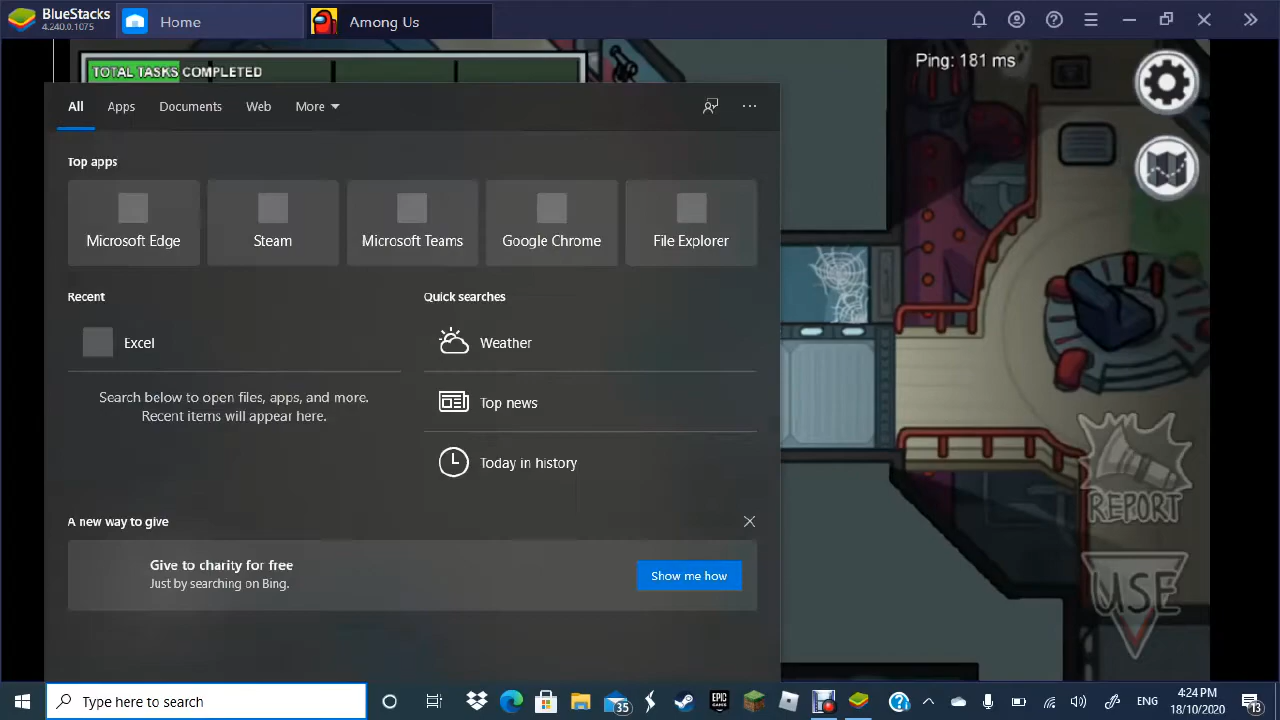 BlueStacks
4.240.0.1075
Home
Among Us
TOTAL TASKS COMPLETED
Ping: 181 ms
All
Apps
Documents
Web
More
Top apps
Microsoft Edge
Steam
Microsoft Teams
Google Chrome
File Explorer
Recent
Excel
Search below to open files, apps, and more.
Recent items will appear here.
Quick searches
Weather
Top news
Today in history
A new way to give
Give to charity for free
Just by searching on Bing.
Show me how
REPORT
USE
Type here to search
35
EPIC
GAMES
ENG
4:24 PM
18/10/2020
13